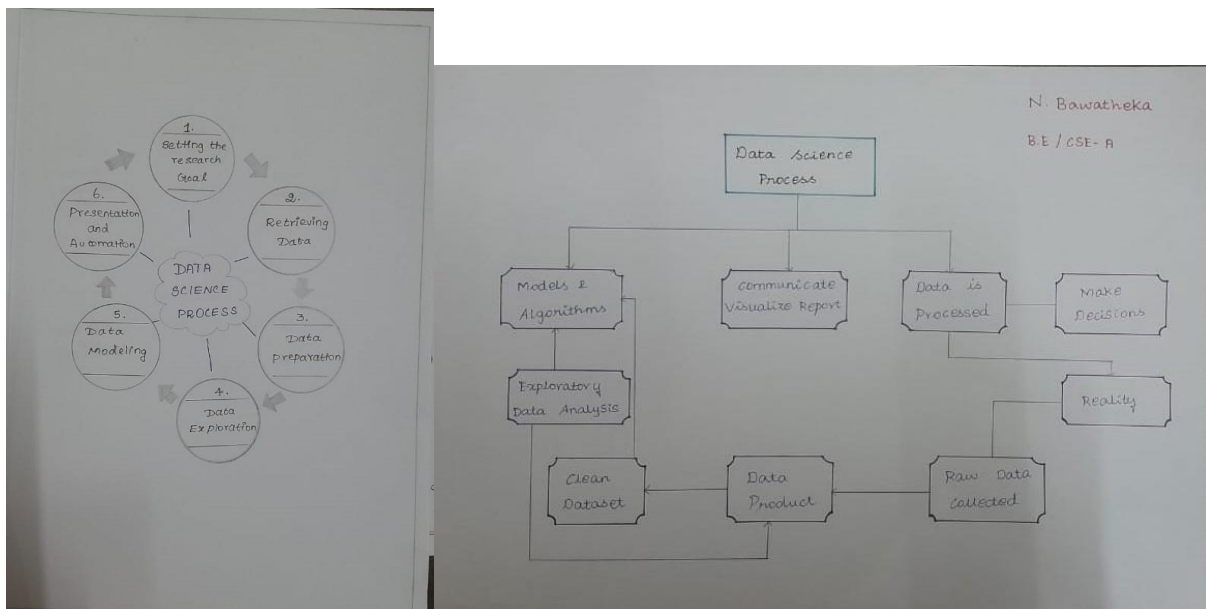 1.
Setting the
research
Goal
2.
Retrieving
Data
3.
Data
preparation
4.
Data
Exploration
5.
Data
Modeling
6.
Presentation
and
Automation
DATA
SCIENCE
PROCESS
N. Bawatheka
B.E / CSE- A
Data science
Process
Models &
Algorithms
Communicate
Visualize Report
Data is
Processed
Make
Decisions
Exploratory
Data Analysis
Reality
Clean
Dataset
Data
Product
Raw Data
Collected